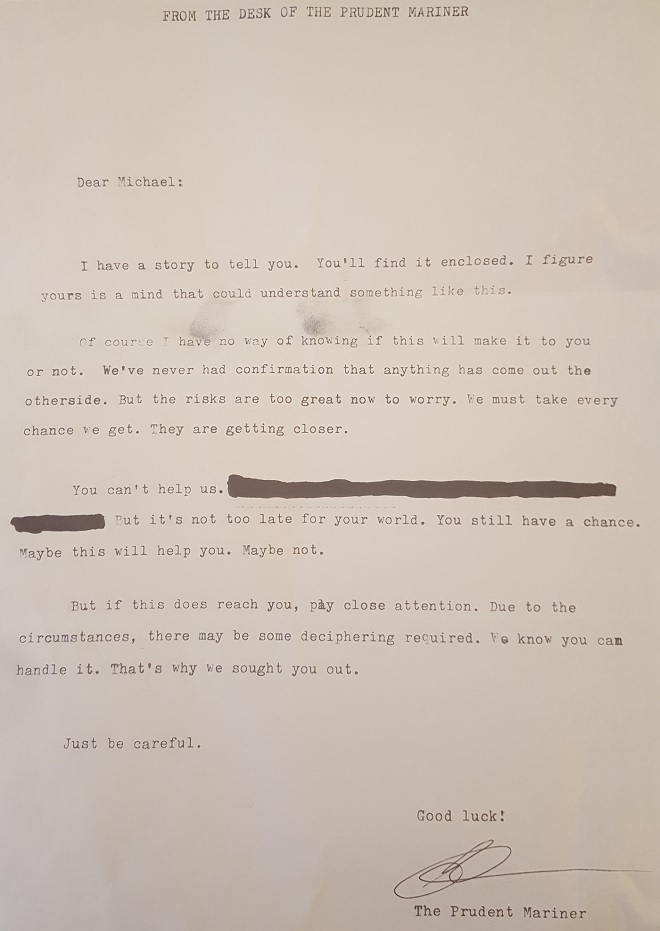 FROM THE DESK OF THE PRUDENT MARINER
Dear Michael:
I have a story to tell you. You'll find it enclosed. I figure
yours is a mind that could understand something like this.
Of course I have no way of knowing if this will make it to you
or not. We've never had confirmation that anything has come out the
otherside. But the risks are too great now to worry. We must take every
chance we get. They are getting closer.
You can't help us.
But it's not too late for your world. You still have a chance.
Maybe this will help you. Maybe not.
But if this does reach you, pay close attention. Due to the
circumstances, there may be some deciphering required. We know you can
handle it. That's why we sought you out.
Just be careful.
Good luck!
The Prudent Mariner